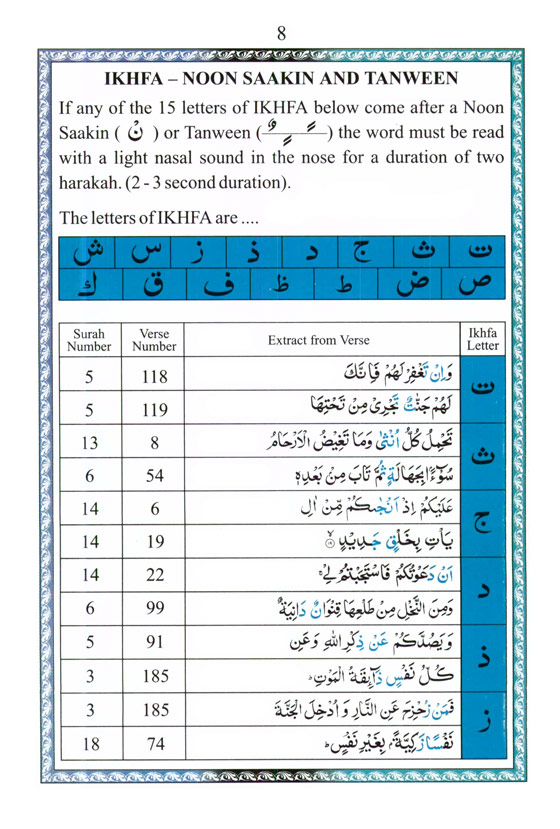 8
IKHFA – NOON SAAKIN AND TANWEEN
If any of the 15 letters of IKHFA below come after a Noon
Saakin ( نْ ) or Tanween ( ـًـٍـٌ ) the word must be read
with a light nasal sound in the nose for a duration of two
harakah. (2 - 3 second duration).
The letters of IKHFA are ....
ت ث ج د ذ ز س ش
ص ض ط ظ ف ق ك
Surah Number Verse Number Extract from Verse Ikhfa Letter
5 118 وَاِنْ تَغْفِرْ لَهُمْ فَاِنَّكَ ت
5 119 لَهُمْ جَنّٰتٌ تَجْرِيْ مِنْ تَحْتِهَا
13 8 تَحْمِلُ كُلُّ اُنْثٰى وَمَا تَغِيْضُ الْاَرْحَامُ ث
6 54 سُوْٓءًۢا بِجَهَالَةٍ ثُمَّ تَابَ مِنْۢ بَعْدِهٖ
14 6 عَلَيْكُمْ اِذْ اَنْجٰىكُمْ مِّنْ اٰلِ ج
14 19 يَاْتِ بِخَلْقٍ جَدِيْدٍ ۙ‏﴿۱۹﴾
14 22 اَنْ دَعَوْتُكُمْ فَاسْتَجَبْتُمْ لِيْ ۚ د
6 99 وَمِنَ النَّخْلِ مِنْ طَلْعِهَا قِنْوَانٌ دَانِيَةٌ
5 91 وَيَصُدَّكُمْ عَنْ ذِكْرِ اللّٰهِ وَعَنِ ذ
3 185 كُلُّ نَفْسٍ ذَآئِقَةُ الْمَوْتِ ؕ
3 185 فَمَنْ زُحْزِحَ عَنِ النَّارِ وَ اُدْخِلَ الْجَنَّةَ ز
18 74 نَفْسًا زَكِيَّةًۢ بِغَيْرِ نَفْسٍ ؕ